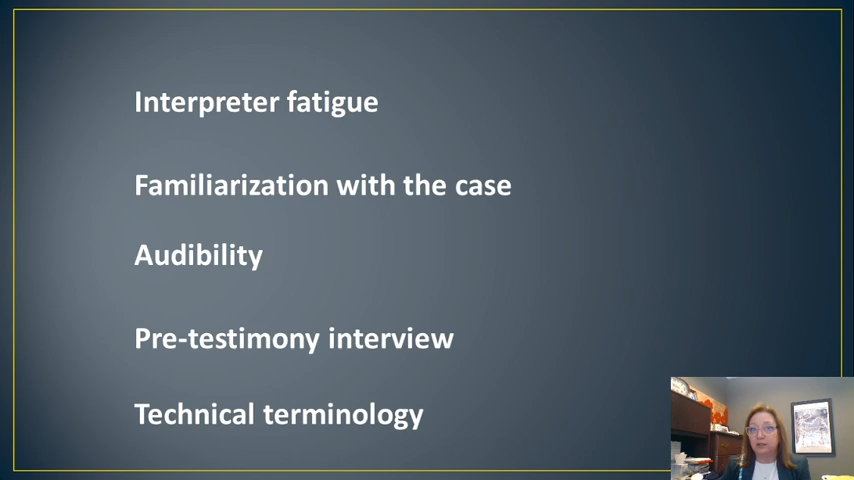 Interpreter fatigue
Familiarization with the case
Audibility
Pre-testimony interview
Technical terminology